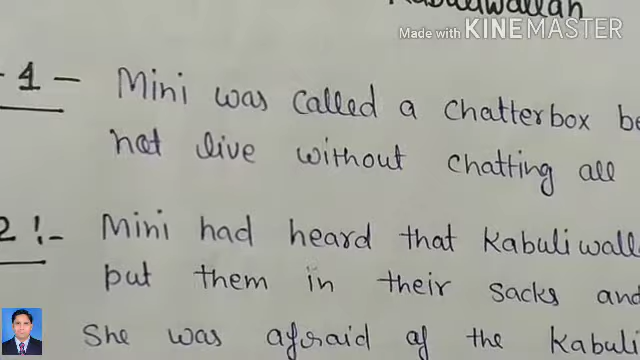 Kabuliwallah
Made with KINEMASTER
1 - Mini was called a chatterbox be
not live without chatting all
2 :- Mini had heard that Kabuliwall
put them in their sacks and
She was afraid of the Kabuli